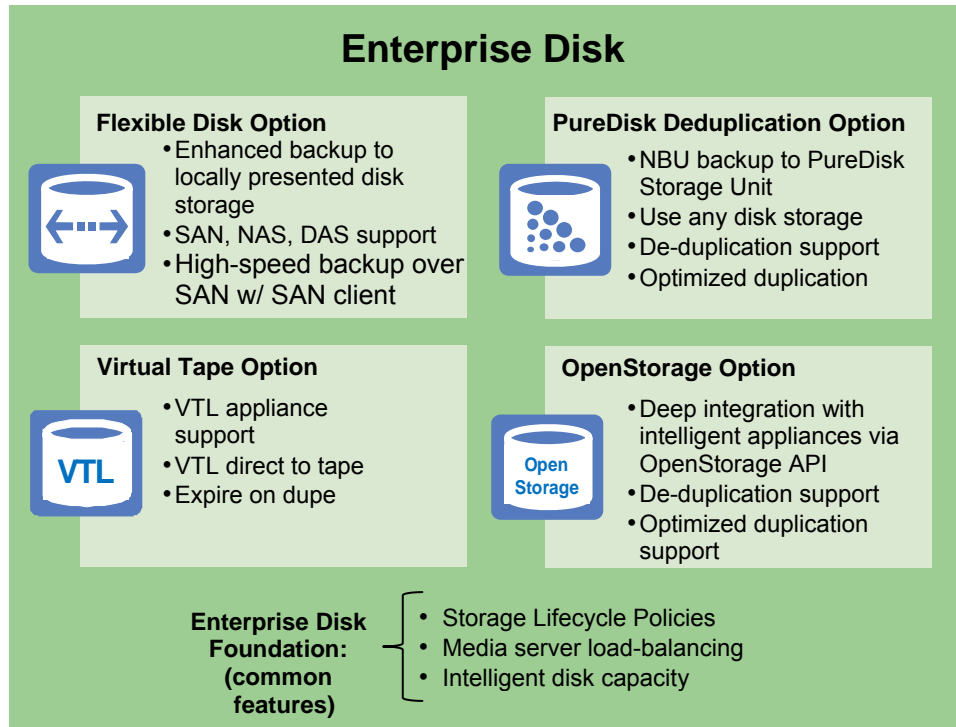 Enterprise Disk
Flexible Disk Option
•Enhanced backup to
locally presented disk
storage
•SAN, NAS, DAS support
•High-speed backup over
SAN w/ SAN client
PureDisk Deduplication Option
•NBU backup to PureDisk
Storage Unit
•Use any disk storage
•De-duplication support
•Optimized duplication
Virtual Tape Option
VTL
•VTL appliance
support
•VTL direct to tape
•Expire on dupe
OpenStorage Option
Open
Storage
•Deep integration with
intelligent appliances via
OpenStorage API
•De-duplication support
•Optimized duplication
support
Enterprise Disk
Foundation:
(common
features)
• Storage Lifecycle Policies
• Media server load-balancing
• Intelligent disk capacity